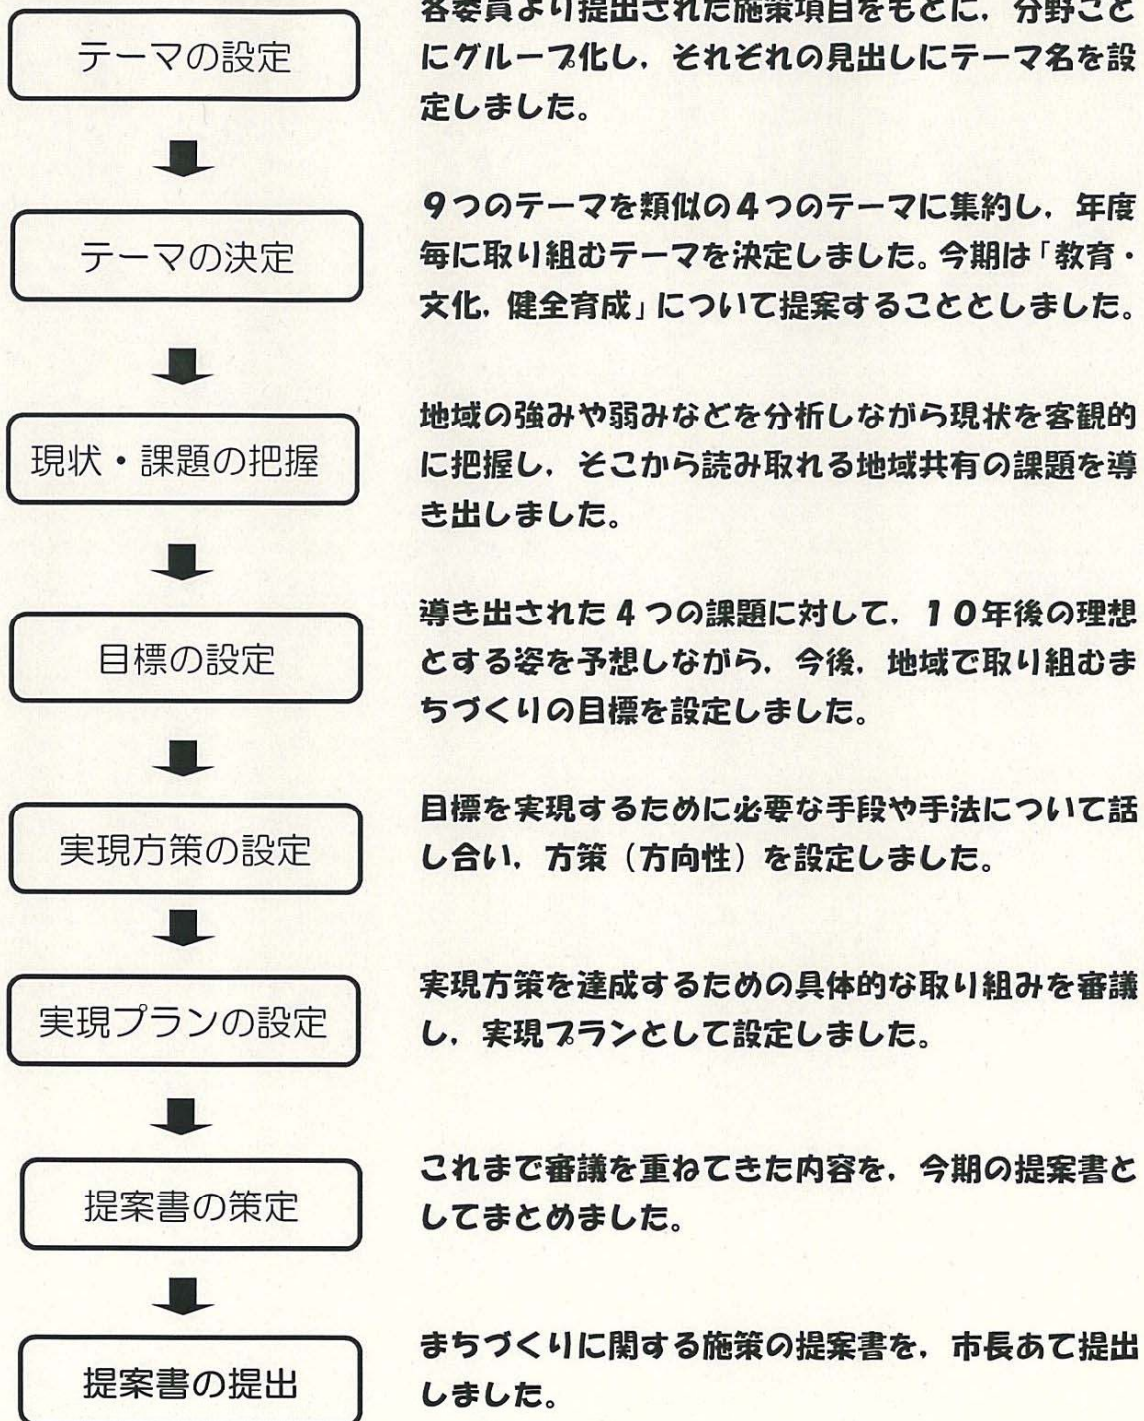 テーマの設定
各委員より提出された施策項目をもとに，分野ごと
にグループ化し，それぞれの見出しにテーマ名を設
定しました。
テーマの決定
９つのテーマを類似の４つのテーマに集約し，年度
毎に取り組むテーマを決定しました。今期は「教育・
文化，健全育成」について提案することとしました。
現状・課題の把握
地域の強みや弱みなどを分析しながら現状を客観的
に把握し，そこから読み取れる地域共有の課題を導
き出しました。
目標の設定
導き出された４つの課題に対して，１０年後の理想
とする姿を予想しながら，今後，地域で取り組むま
ちづくりの目標を設定しました。
実現方策の設定
目標を実現するために必要な手段や手法について話
し合い，方策（方向性）を設定しました。
実現プランの設定
実現方策を達成するための具体的な取り組みを審議
し，実現プランとして設定しました。
提案書の策定
これまで審議を重ねてきた内容を，今期の提案書と
してまとめました。
提案書の提出
まちづくりに関する施策の提案書を，市長あて提出
しました。